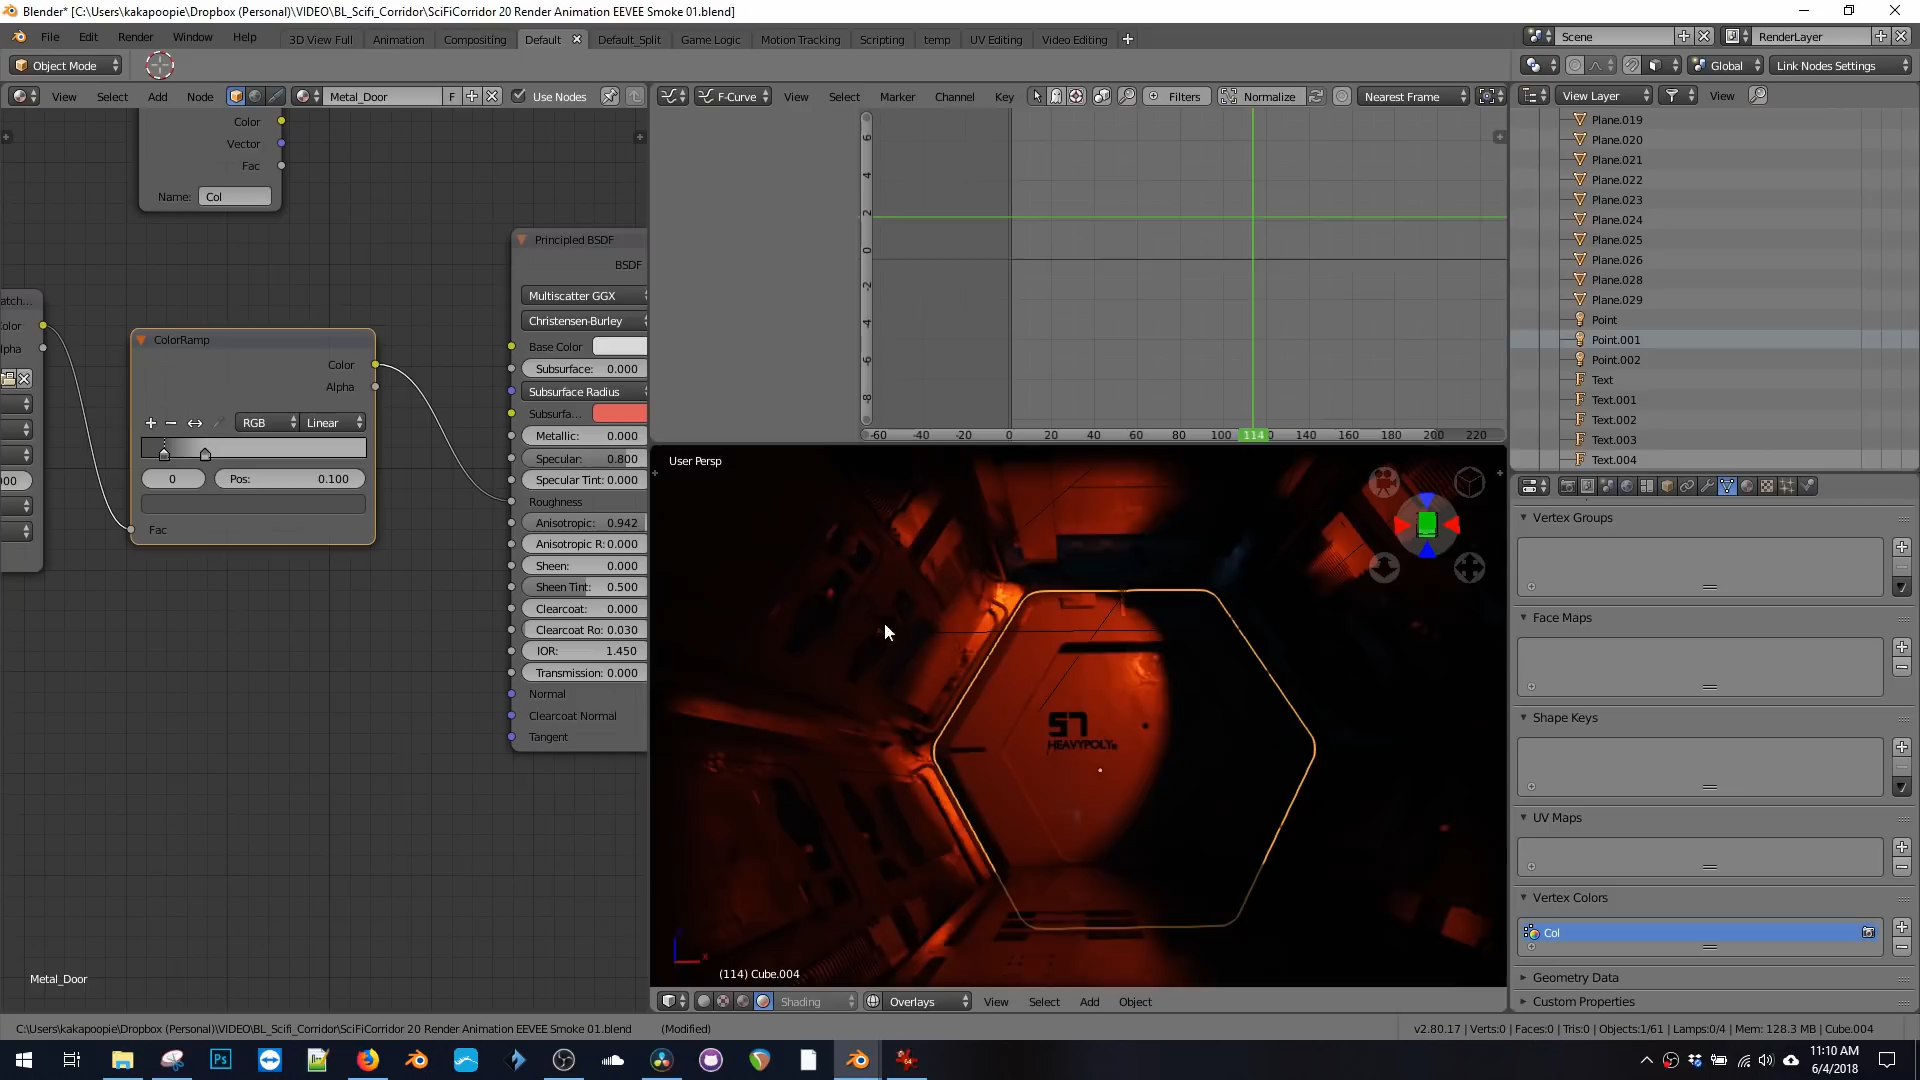 Blender* [C:\Users\kakapoopie\Dropbox (Personal)\VIDEO\BL_Scifi_Corridor\SciFiCorridor 20 Render Animation EEVEE Smoke 01.blend]
File Edit Render Window Help 3D View Full Animation Compositing Default Default_Split Game Logic Motion Tracking Scripting temp UV Editing Video Editing Scene RenderLayer
Object Mode Global Link Nodes Settings
View Select Add Node Metal_Door F Use Nodes F-Curve View Select Marker Channel Key Filters Normalize Nearest Frame View Layer View
Color
Vector
Fac
Name: Col
Principled BSDF
BSDF
Multiscatter GGX
Christensen-Burley
Base Color
Subsurface: 0.000
Subsurface Radius
Subsurfa...
Metallic: 0.000
Specular: 0.800
Specular Tint: 0.000
Roughness
Anisotropic: 0.942
Anisotropic R: 0.000
Sheen: 0.000
Sheen Tint: 0.500
Clearcoat: 0.000
Clearcoat Ro: 0.030
IOR: 1.450
Transmission: 0.000
Normal
Clearcoat Normal
Tangent
atch...
olor
lpha
000
ColorRamp
Color
Alpha
RGB Linear
0 Pos: 0.100
Fac
Metal_Door
6
4
2
0
-2
-4
-6
-8
-60 -40 -20 0 20 40 60 80 100 114 140 160 180 200 220
User Persp
57
HEAVYPOLY
(114) Cube.004
Shading Overlays View Select Add Object
Plane.019
Plane.020
Plane.021
Plane.022
Plane.023
Plane.024
Plane.025
Plane.026
Plane.028
Plane.029
Point
Point.001
Point.002
Text
Text.001
Text.002
Text.003
Text.004
Vertex Groups
Face Maps
Shape Keys
UV Maps
Vertex Colors
Col
Geometry Data
Custom Properties
C:\Users\kakapoopie\Dropbox (Personal)\VIDEO\BL_Scifi_Corridor\SciFiCorridor 20 Render Animation EEVEE Smoke 01.blend (Modified) v2.80.17 | Verts:0 | Faces:0 | Tris:0 | Objects:1/61 | Lamps:0/4 | Mem: 128.3 MB | Cube.004
11:10 AM
6/4/2018